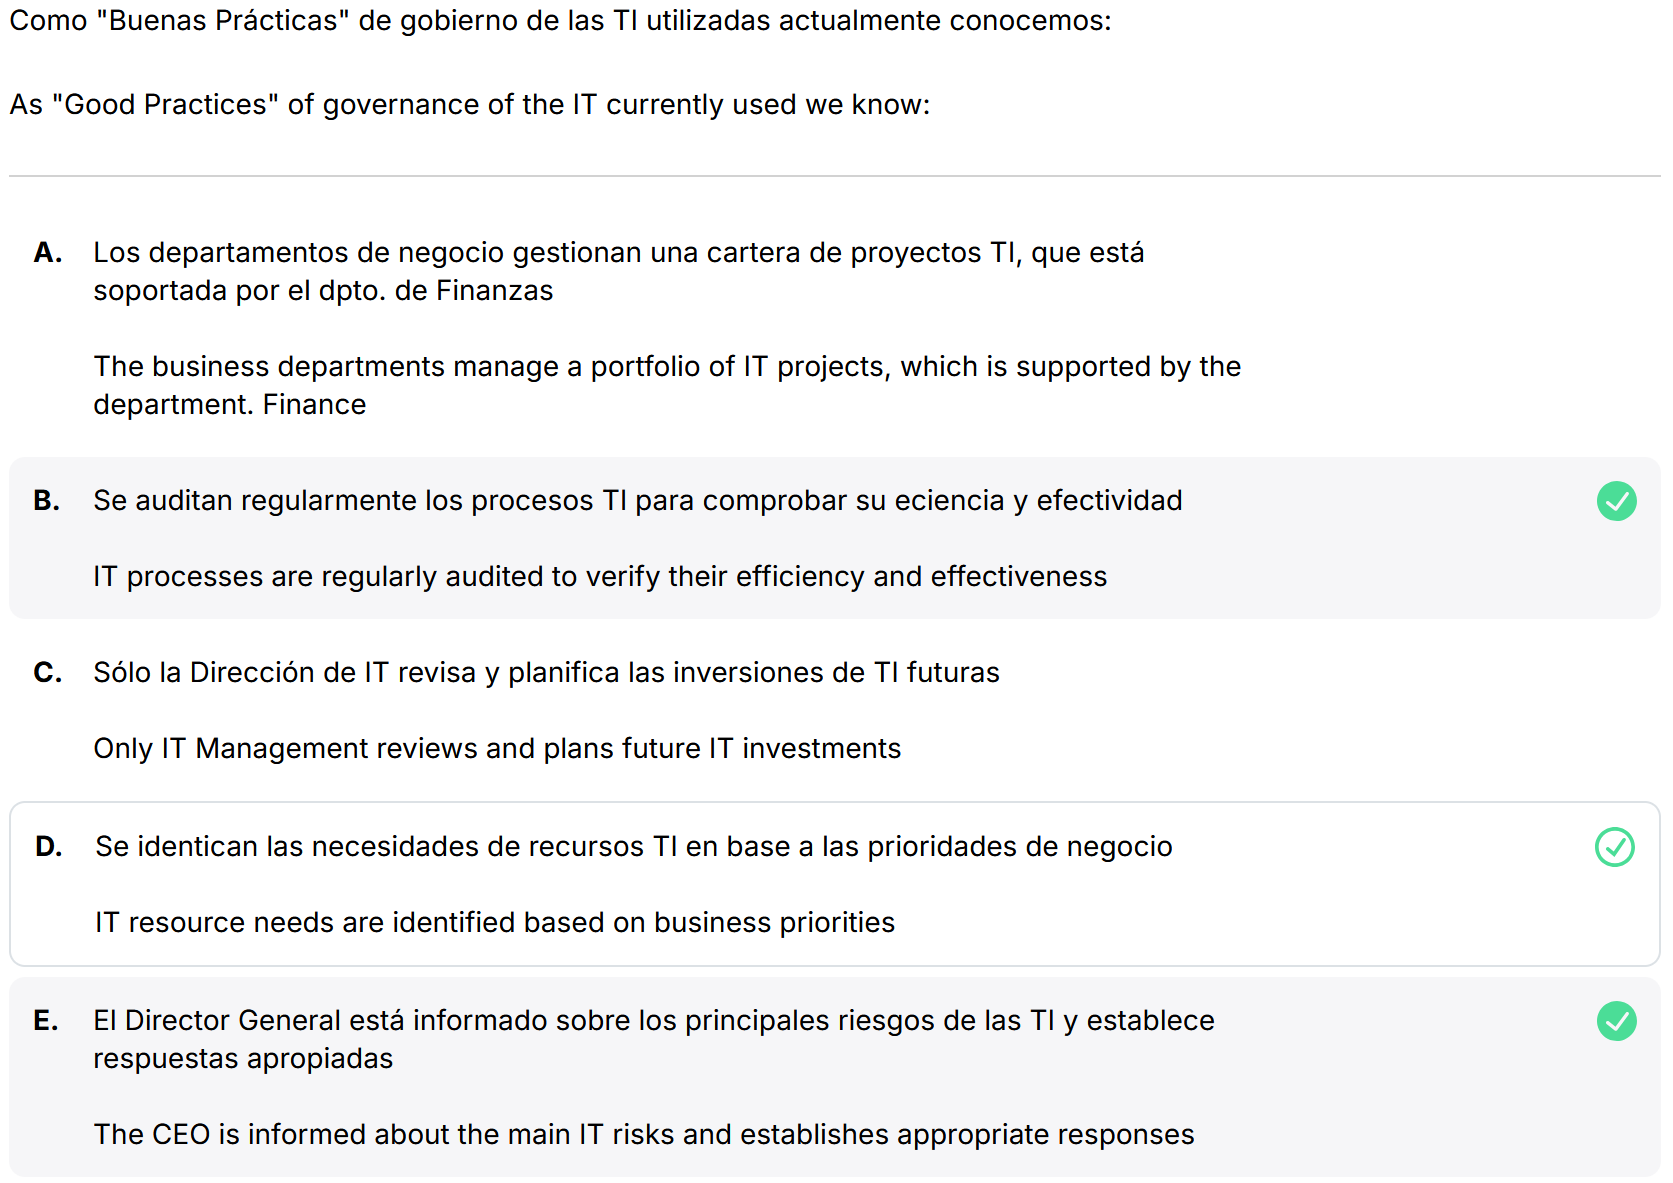 Como "Buenas Prácticas" de gobierno de las TI utilizadas actualmente conocemos:
As "Good Practices" of governance of the IT currently used we know:
A. Los departamentos de negocio gestionan una cartera de proyectos TI, que está
soportada por el dpto. de Finanzas
The business departments manage a portfolio of IT projects, which is supported by the
department. Finance
B. Se auditan regularmente los procesos TI para comprobar su eciencia y efectividad
IT processes are regularly audited to verify their efficiency and effectiveness
C. Sólo la Dirección de IT revisa y planifica las inversiones de TI futuras
Only IT Management reviews and plans future IT investments
D. Se identican las necesidades de recursos TI en base a las prioridades de negocio
IT resource needs are identified based on business priorities
E. El Director General está informado sobre los principales riesgos de las TI y establece
respuestas apropiadas
The CEO is informed about the main IT risks and establishes appropriate responses